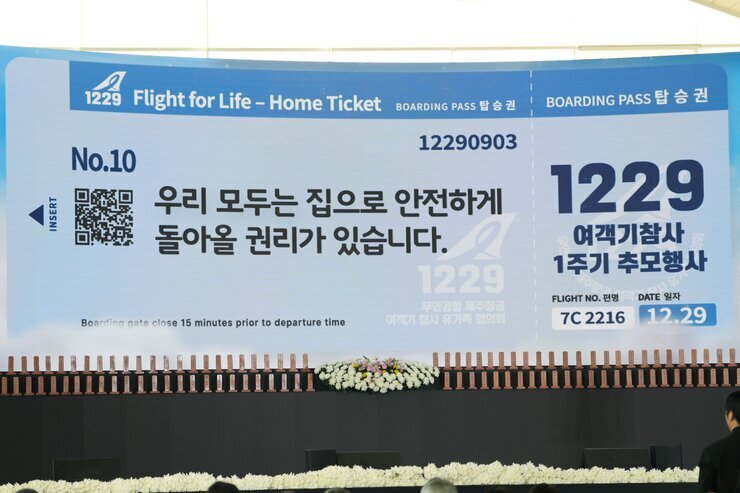 1229
Flight for Life – Home Ticket
BOARDING PASS 탑승권
BOARDING PASS 탑승권
12290903
No.10
INSERT
우리 모두는 집으로 안전하게
돌아올 권리가 있습니다.
1229
무안공항 제주항공
여객기 참사 유가족 협의회
1229
여객기참사
1주기 추모행사
FLIGHT NO. 편명
DATE 일자
7C 2216
12.29
Boarding gate close 15 minutes prior to departure time